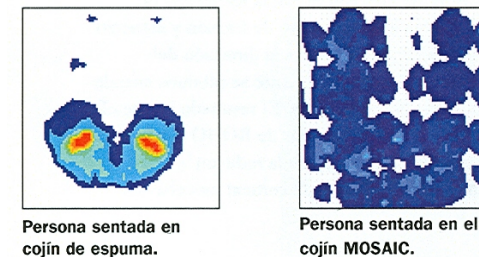 Persona sentada en
cojín de espuma.
Persona sentada en el
cojín MOSAIC.